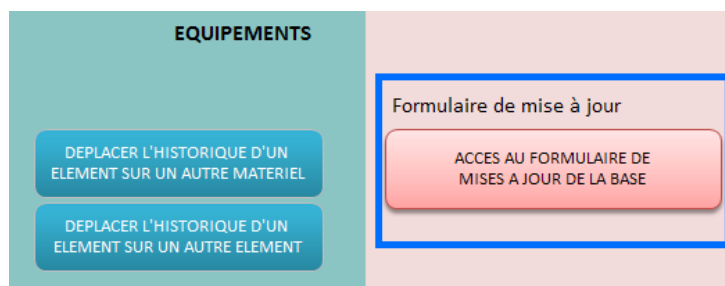 EQUIPEMENTS
DEPLACER L'HISTORIQUE D'UN
ELEMENT SUR UN AUTRE MATERIEL
DEPLACER L'HISTORIQUE D'UN
ELEMENT SUR UN AUTRE ELEMENT
Formulaire de mise à jour
ACCES AU FORMULAIRE DE
MISES A JOUR DE LA BASE